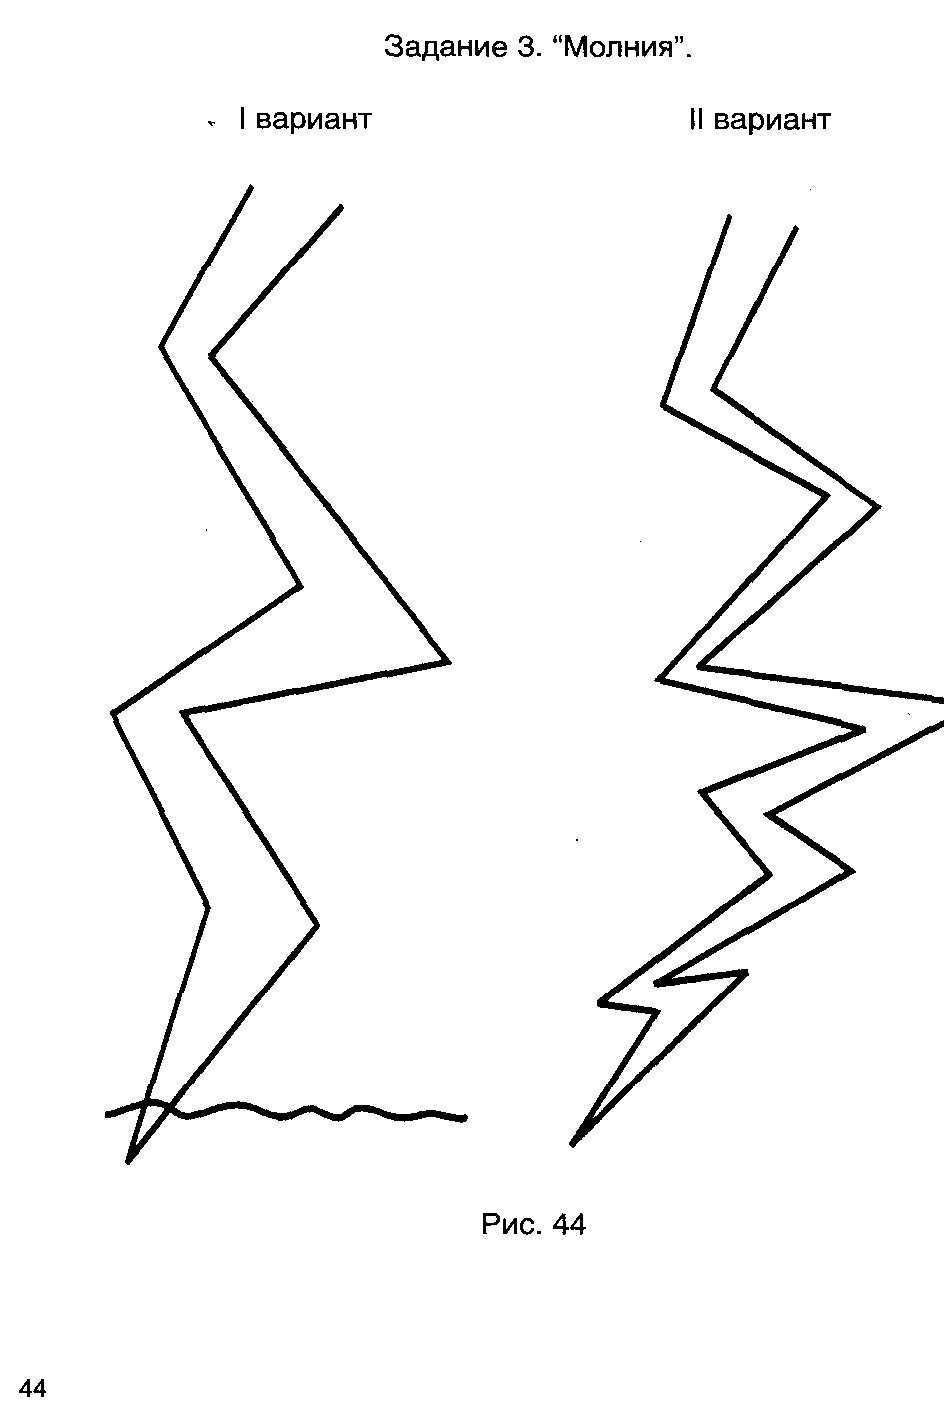 Задание 3. “Молния”.
I вариант
II вариант
Рис. 44
44